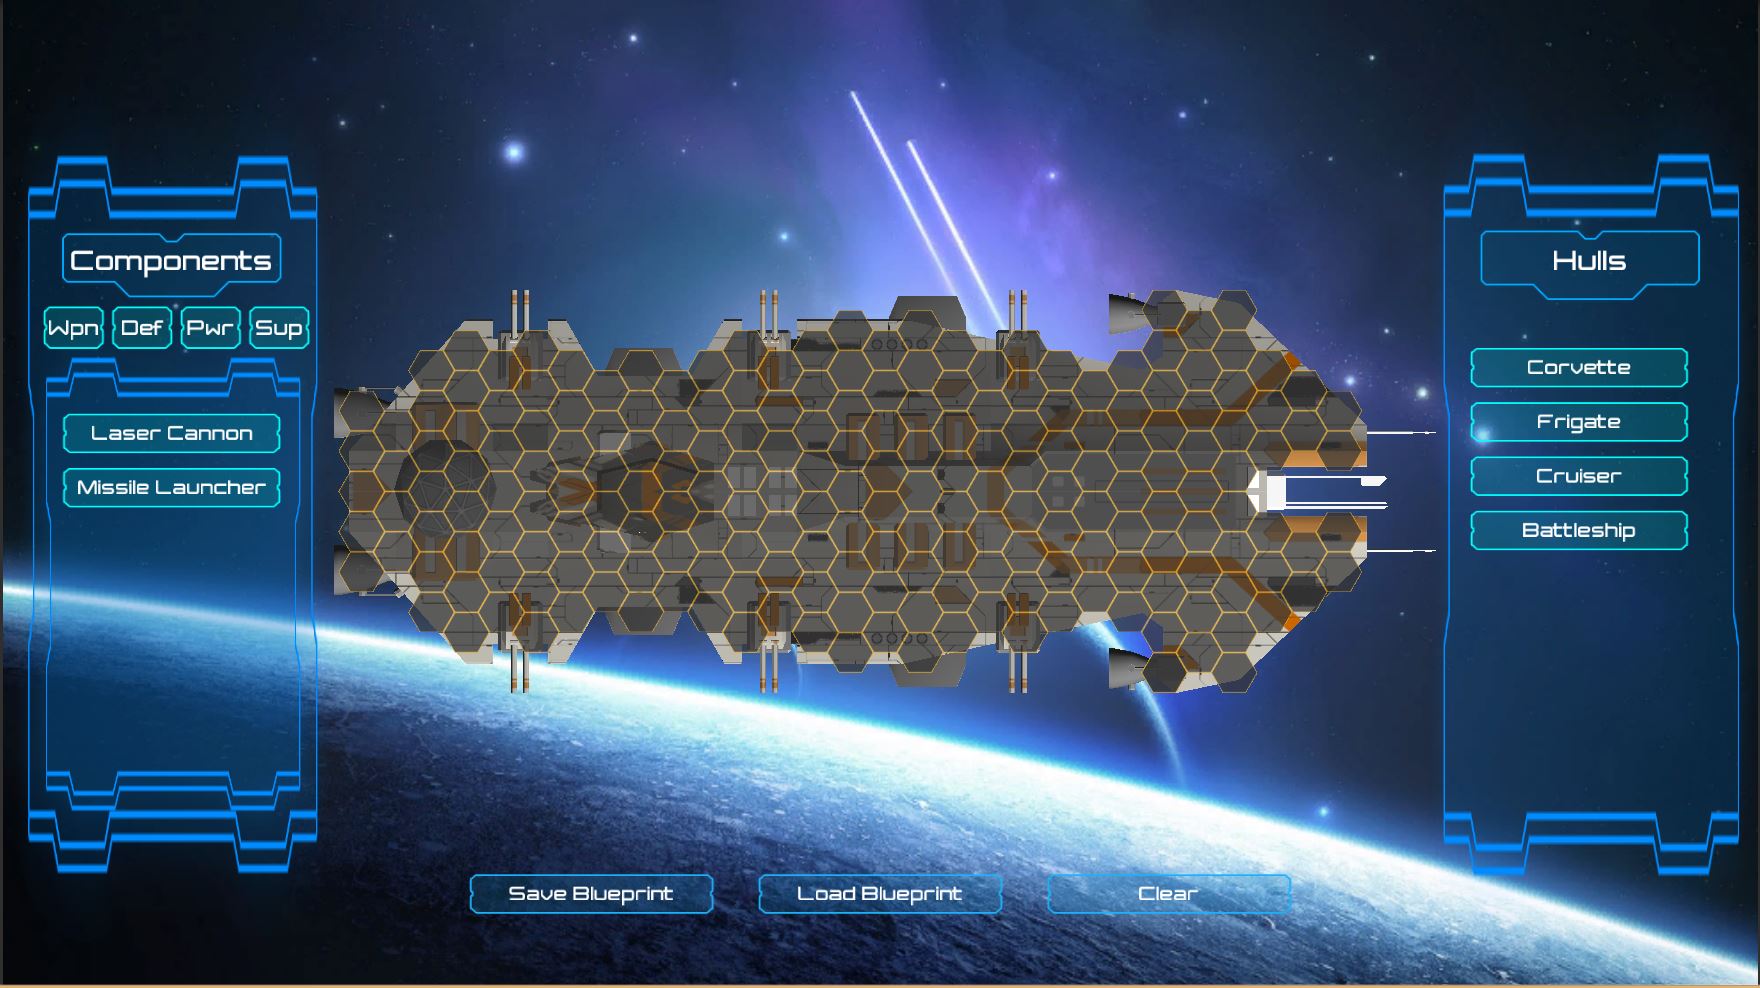 Components
Wpn Def Pwr Sup
Laser Cannon
Missile Launcher
Hulls
Corvette
Frigate
Cruiser
Battleship
Save Blueprint
Load Blueprint
Clear